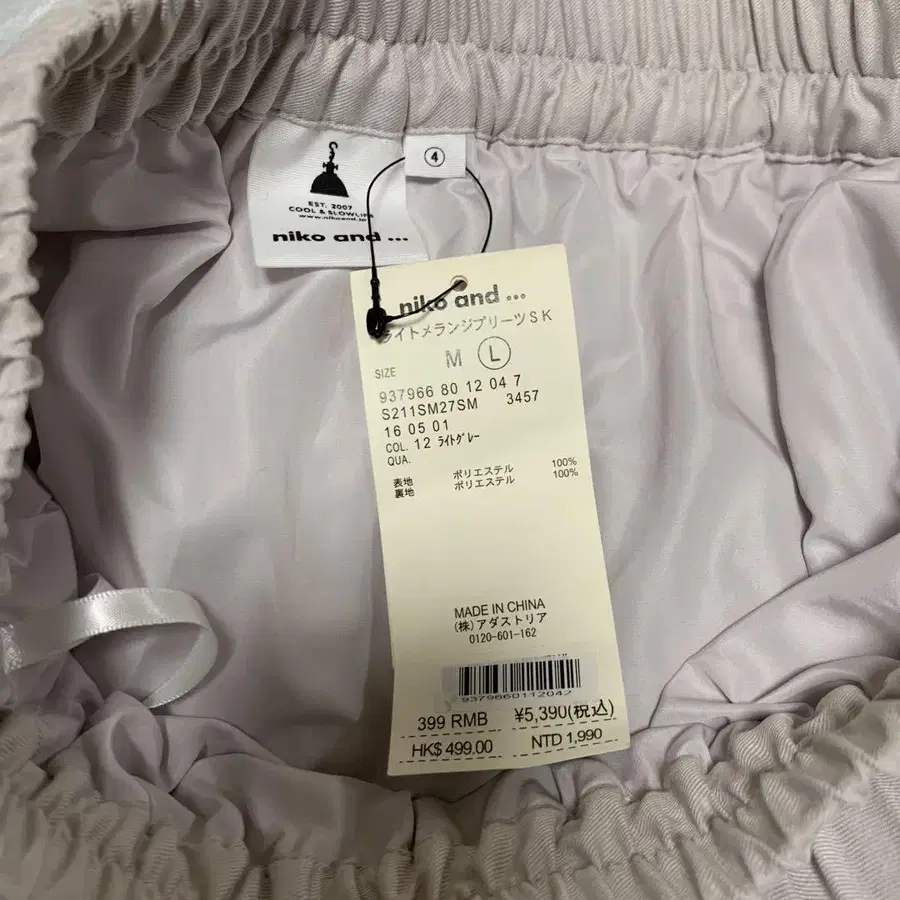 EST. 2007
COOL & SLOWLIFE
www.nikoand.jp
niko and ...
④
niko and ...
ライトメランジプリーツSK
SIZE M Ⓛ
937966 80 12 04 7
S211SM27SM 3457
16 05 01
COL. 12 ﾗｲﾄｸﾞﾚｰ
QUA.
表地 ポリエステル 100%
裏地 ポリエステル 100%
MADE IN CHINA
(株)アダストリア
0120-601-162
9379660112042
399 RMB ¥5,390(税込)
HK$ 499.00 NTD 1,990